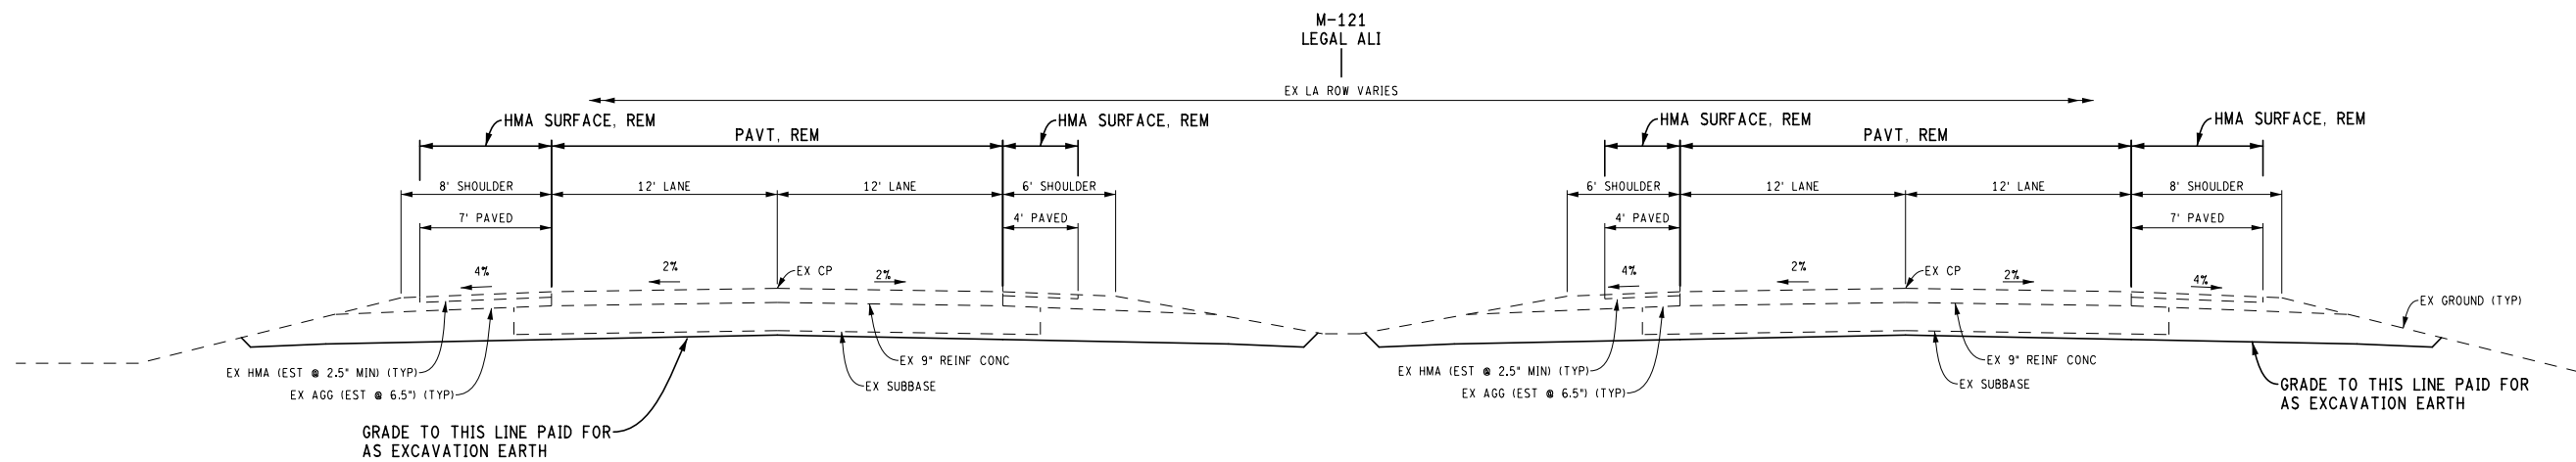 M-121
LEGAL ALI
EX LA ROW VARIES
HMA SURFACE, REM
PAVT, REM
HMA SURFACE, REM
HMA SURFACE, REM
PAVT, REM
HMA SURFACE, REM
8' SHOULDER
12' LANE
12' LANE
6' SHOULDER
6' SHOULDER
12' LANE
12' LANE
8' SHOULDER
7' PAVED
4' PAVED
4' PAVED
7' PAVED
4%
2%
EX CP
2%
4%
2%
EX CP
2%
4%
EX GROUND (TYP)
EX 9" REINF CONC
EX 9" REINF CONC
EX HMA (EST @ 2.5" MIN) (TYP)
EX SUBBASE
EX HMA (EST @ 2.5" MIN) (TYP)
EX SUBBASE
EX AGG (EST @ 6.5") (TYP)
EX AGG (EST @ 6.5") (TYP)
GRADE TO THIS LINE PAID FOR
AS EXCAVATION EARTH
GRADE TO THIS LINE PAID FOR
AS EXCAVATION EARTH